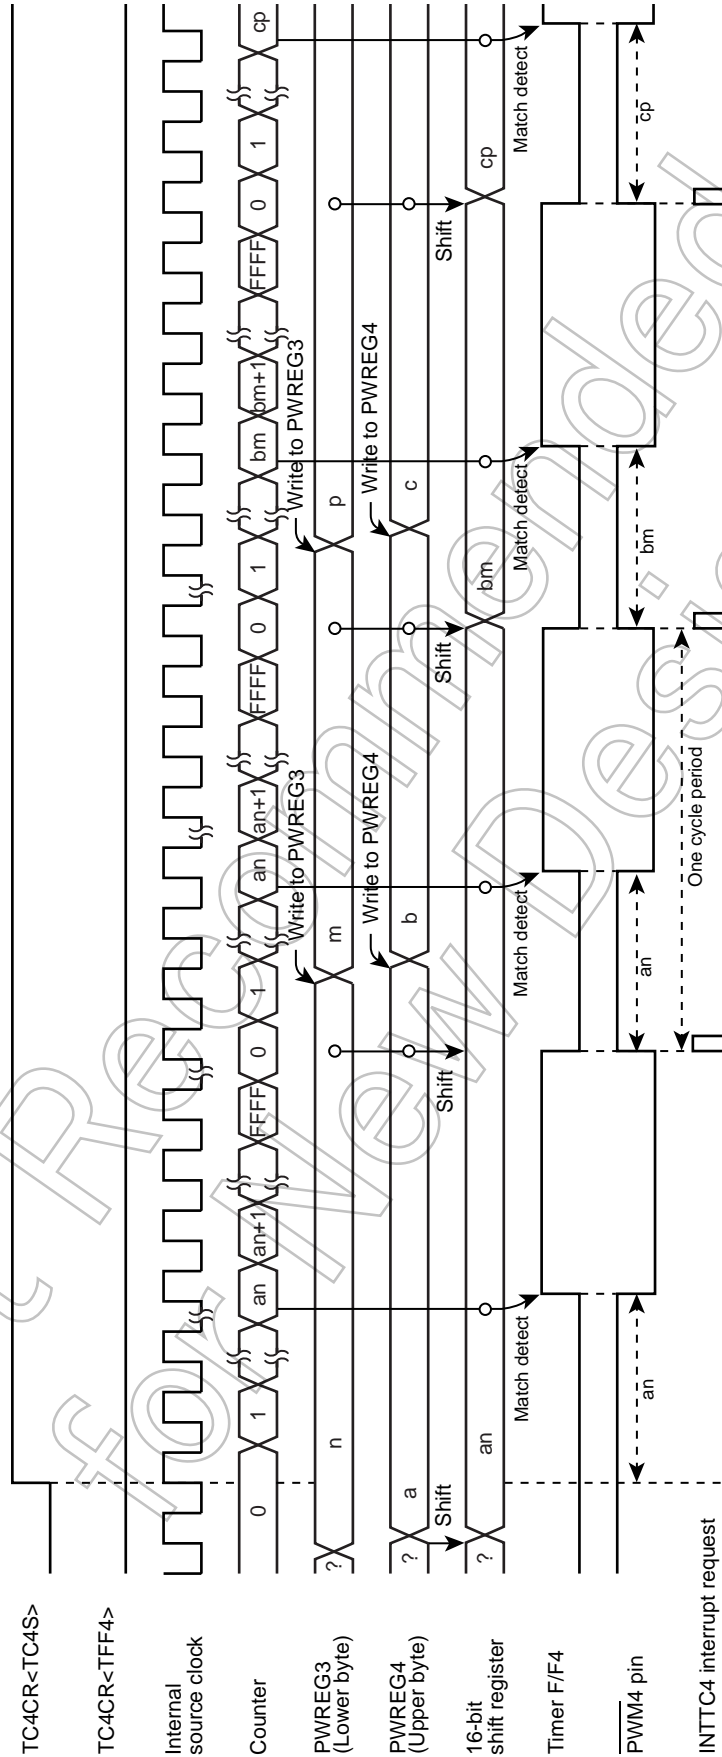 TC4CR<TC4S>
TC4CR<TFF4>
Internal
source clock
Counter
0
1
an
an+1
FFFF
0
1
an
an+1
FFFF
0
1
bm
bm+1
FFFF
0
1
cp
PWREG3
(Lower byte)
?
n
Write to PWREG3
m
Write to PWREG3
p
PWREG4
(Upper byte)
?
a
Write to PWREG4
b
Write to PWREG4
c
Shift
Shift
Shift
Shift
16-bit
shift register
?
an
bm
cp
Match detect
Match detect
Match detect
Match detect
Timer F/F4
PWM4 pin
an
an
bm
cp
One cycle period
INTTC4 interrupt request
Recommended
for New Desi